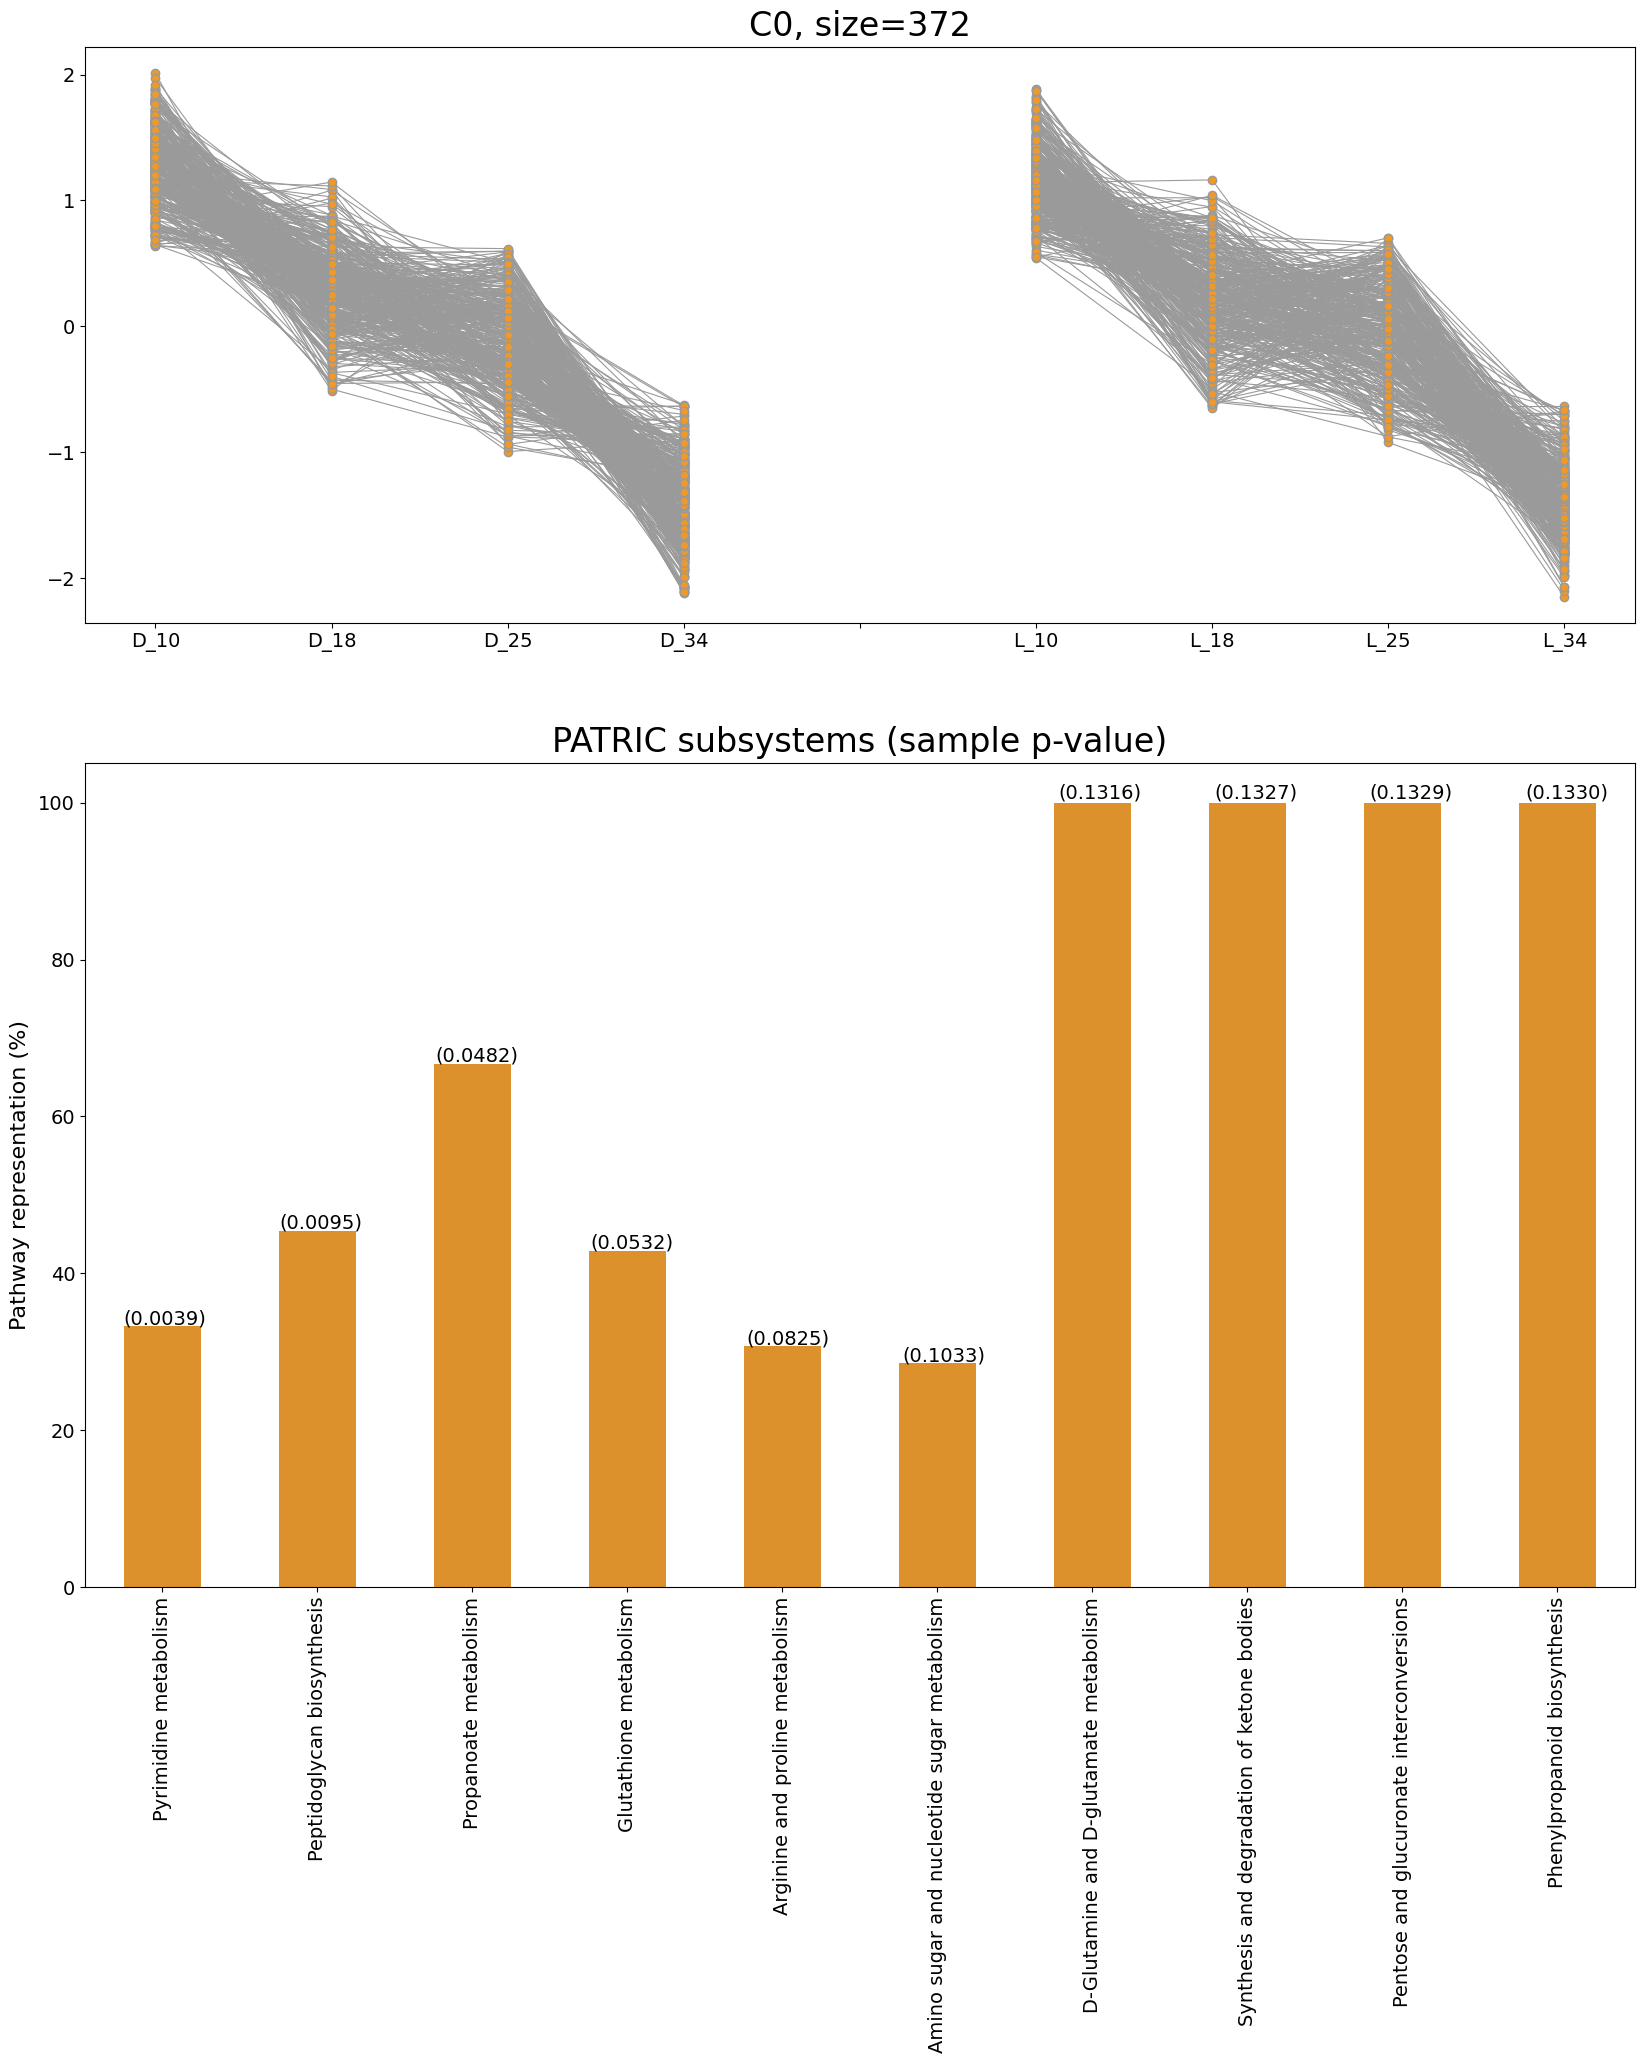 C0, size=372
2
1
0
−1
−2
D_10 D_18 D_25 D_34 L_10 L_18 L_25 L_34
PATRIC subsystems (sample p-value)
Pathway representation (%)
100
80
60
40
20
0
(0.0039)
(0.0095)
(0.0482)
(0.0532)
(0.0825)
(0.1033)
(0.1316)
(0.1327)
(0.1329)
(0.1330)
Pyrimidine metabolism
Peptidoglycan biosynthesis
Propanoate metabolism
Glutathione metabolism
Arginine and proline metabolism
Amino sugar and nucleotide sugar metabolism
D-Glutamine and D-glutamate metabolism
Synthesis and degradation of ketone bodies
Pentose and glucuronate interconversions
Phenylpropanoid biosynthesis